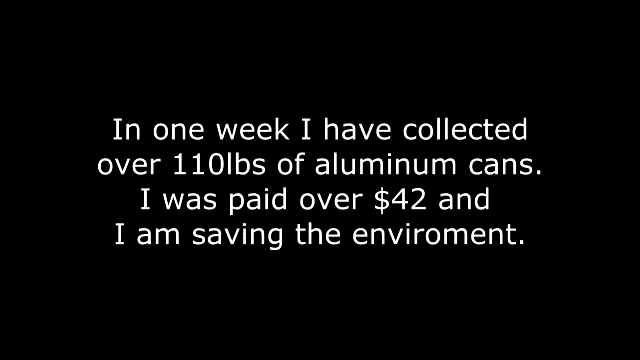 In one week I have collected
over 110lbs of aluminum cans.
I was paid over $42 and
I am saving the enviroment.